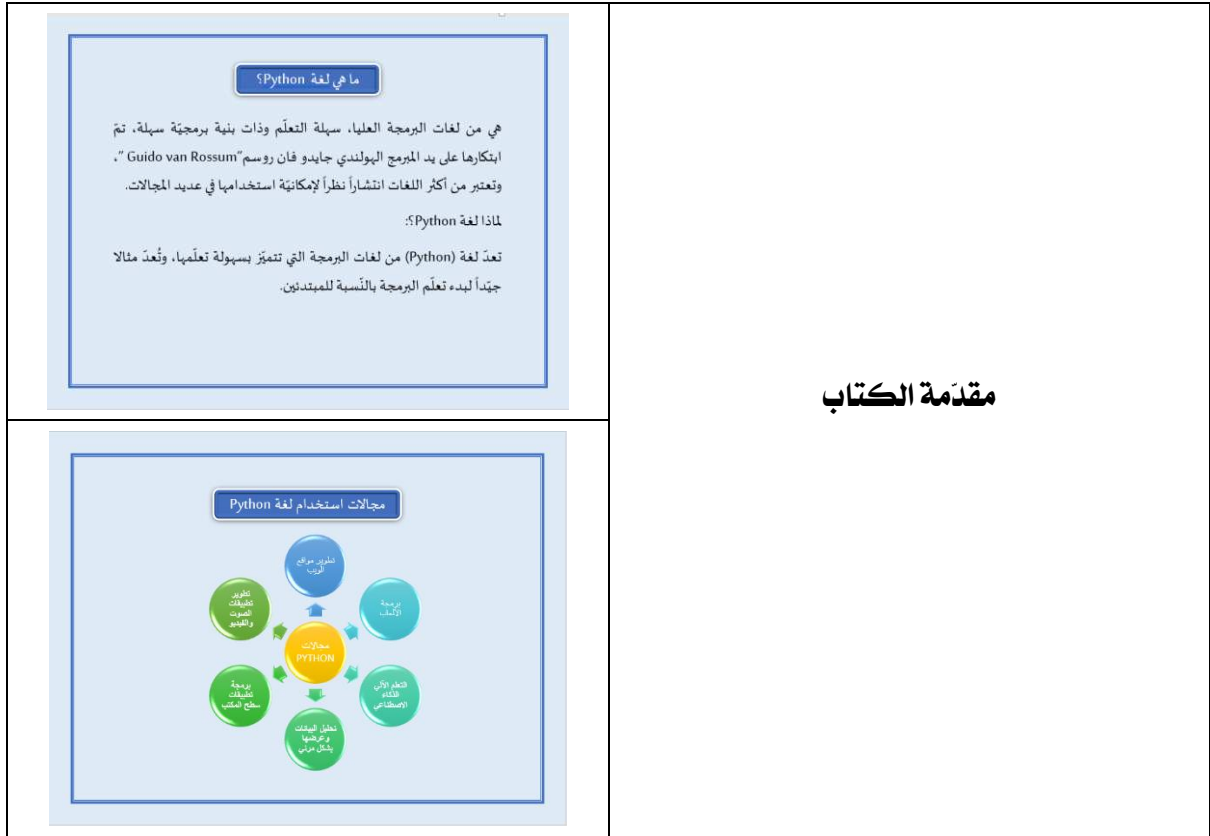 مقدّمة الكتاب
ما هي لغة Python؟
هي من لغات البرمجة العليا، سهلة التعلّم وذات بنية برمجيّة سهلة، تمّ
ابتكارها على يد المبرمج الهولندي جايدو فان روسم"Guido van Rossum "،
وتعتبر من أكثر اللغات انتشاراً نظراً لإمكانيّة استخدامها في عديد المجالات.
لماذا لغة Python؟:
تعدّ لغة (Python) من لغات البرمجة التي تتميّز بسهولة تعلّمها، وتُعدّ مثالا
جيّداً لبدء تعلّم البرمجة بالنّسبة للمبتدئين.
مجالات استخدام لغة Python
تطوير مواقع
الويب
برمجة
الألعاب
التعلم الآلي
الذكاء
الاصطناعي
تحليل البيانات
وعرضها
بشكل مرئي
برمجة
تطبيقات
سطح المكتب
تطوير
تطبيقات
الصوت
والفيديو
مجالات
PYTHON